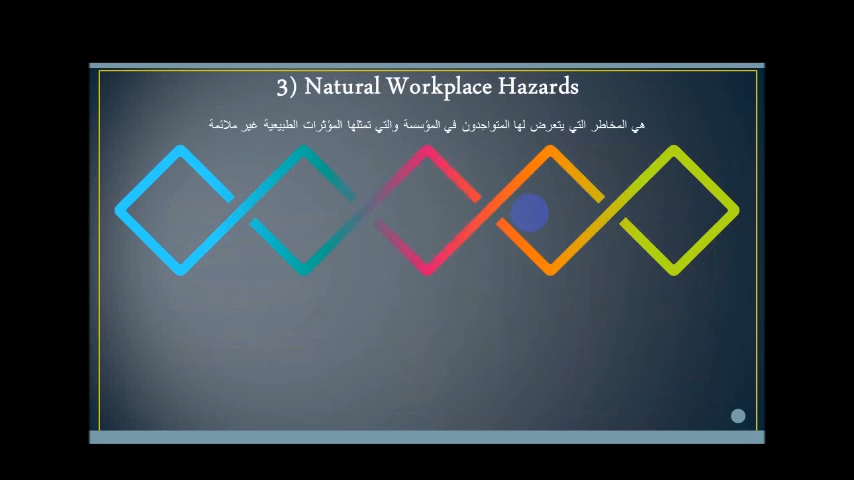 3) Natural Workplace Hazards
هي المخاطر التي يتعرض لها المتواجدون في المؤسسة والتي تمثلها المؤثرات الطبيعية غير ملائمة